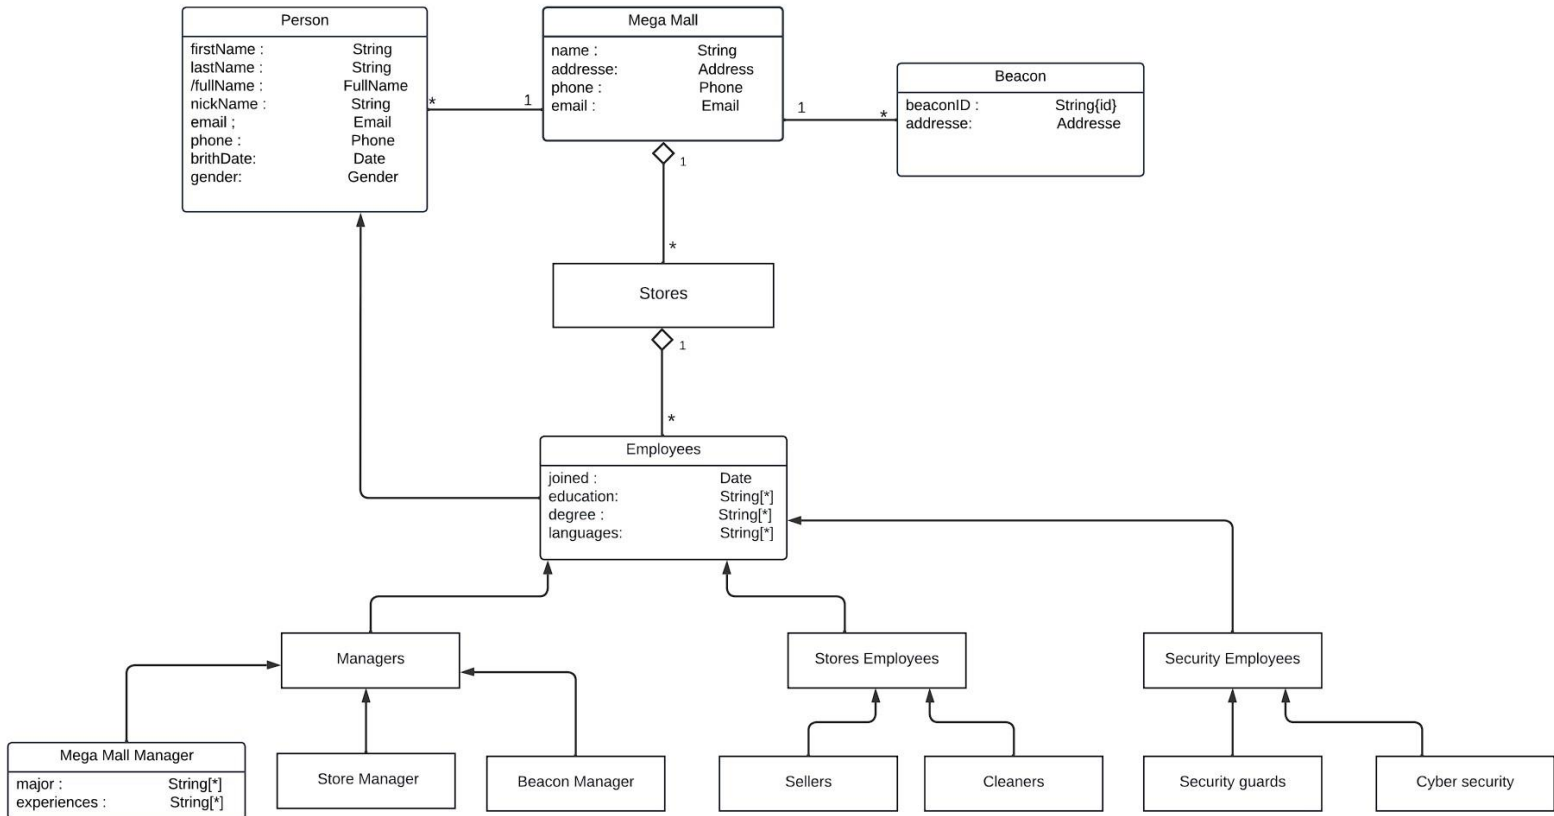 Person
firstName : String
lastName : String
/fullName : FullName
nickName : String
email ; Email
phone : Phone
brithDate: Date
gender: Gender
* 1
Mega Mall
name : String
addresse: Address
phone : Phone
email : Email
1 *
Beacon
beaconID : String{id}
addresse: Addresse
1
*
Stores
1
*
Employees
joined : Date
education: String[*]
degree : String[*]
languages: String[*]
Managers
Stores Employees
Security Employees
Mega Mall Manager
major : String[*]
experiences : String[*]
Store Manager
Beacon Manager
Sellers
Cleaners
Security guards
Cyber security